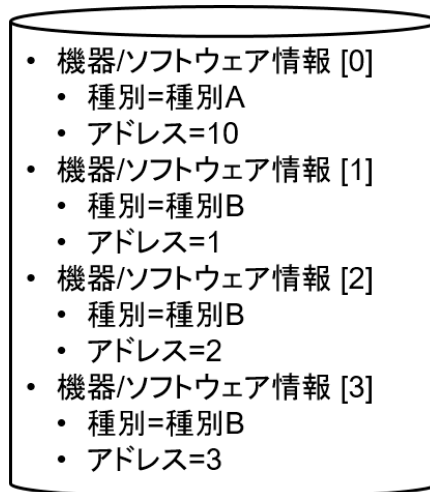 • 機器/ソフトウェア情報 [0]
• 種別=種別A
• アドレス=10
• 機器/ソフトウェア情報 [1]
• 種別=種別B
• アドレス=1
• 機器/ソフトウェア情報 [2]
• 種別=種別B
• アドレス=2
• 機器/ソフトウェア情報 [3]
• 種別=種別B
• アドレス=3